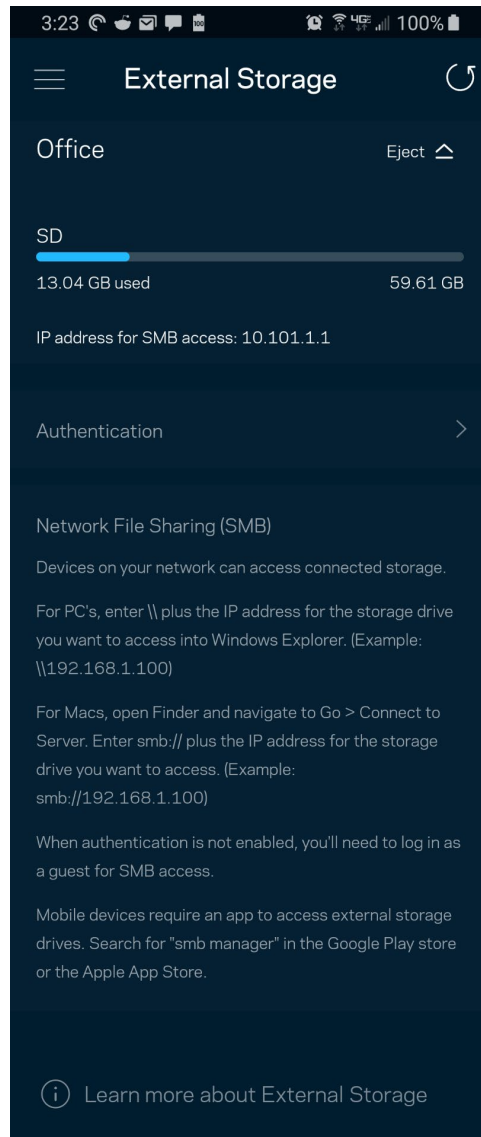 3:23 100%
External Storage
Office Eject
SD
13.04 GB used 59.61 GB
IP address for SMB access: 10.101.1.1
Authentication
Network File Sharing (SMB)
Devices on your network can access connected storage.
For PC's, enter \\ plus the IP address for the storage drive
you want to access into Windows Explorer. (Example:
\\192.168.1.100)
For Macs, open Finder and navigate to Go > Connect to
Server. Enter smb:// plus the IP address for the storage
drive you want to access. (Example:
smb://192.168.1.100)
When authentication is not enabled, you'll need to log in as
a guest for SMB access.
Mobile devices require an app to access external storage
drives. Search for "smb manager" in the Google Play store
or the Apple App Store.
Learn more about External Storage